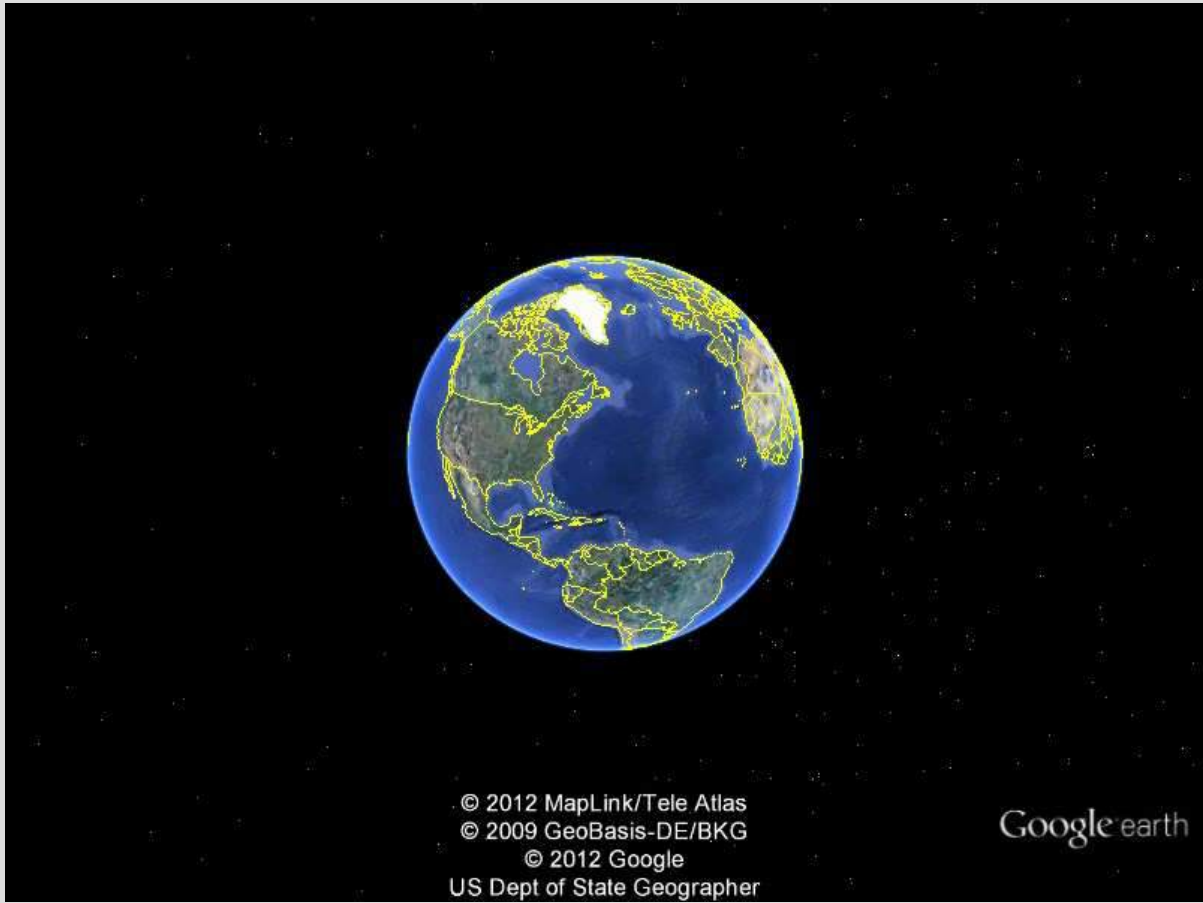 © 2012 MapLink/Tele Atlas
© 2009 GeoBasis-DE/BKG
© 2012 Google
US Dept of State Geographer
Google earth